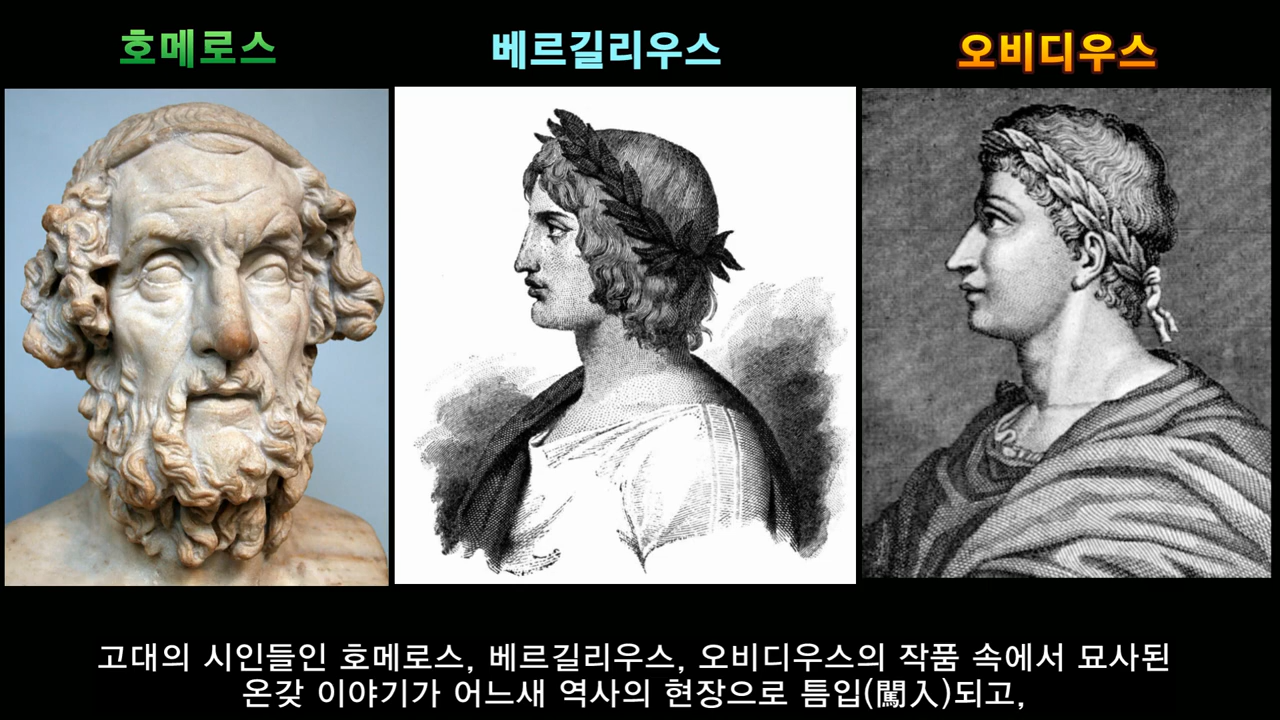 호메로스
베르길리우스
오비디우스
고대의 시인들인 호메로스, 베르길리우스, 오비디우스의 작품 속에서 묘사된
온갖 이야기가 어느새 역사의 현장으로 틈입(闖入)되고,